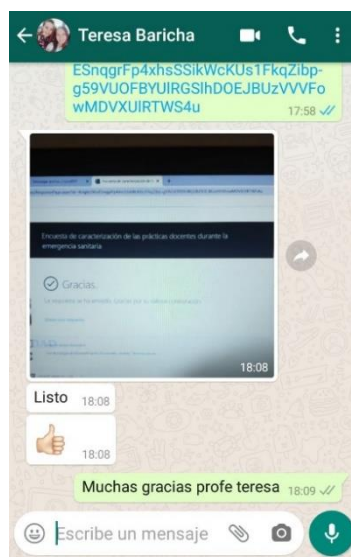 Teresa Baricha
ESnqgrFp4xhsSSikWcKUs1FkqZibp-
g59VUOFBYUlRGSlhDOEJBUzVVVFo
wMDVXUlRTWS4u
17:58
Encuesta de caracterización de las prácticas docentes durante la
emergencia sanitaria
Gracias.
18:08
Listo 18:08
18:08
Muchas gracias profe teresa 18:09
Escribe un mensaje